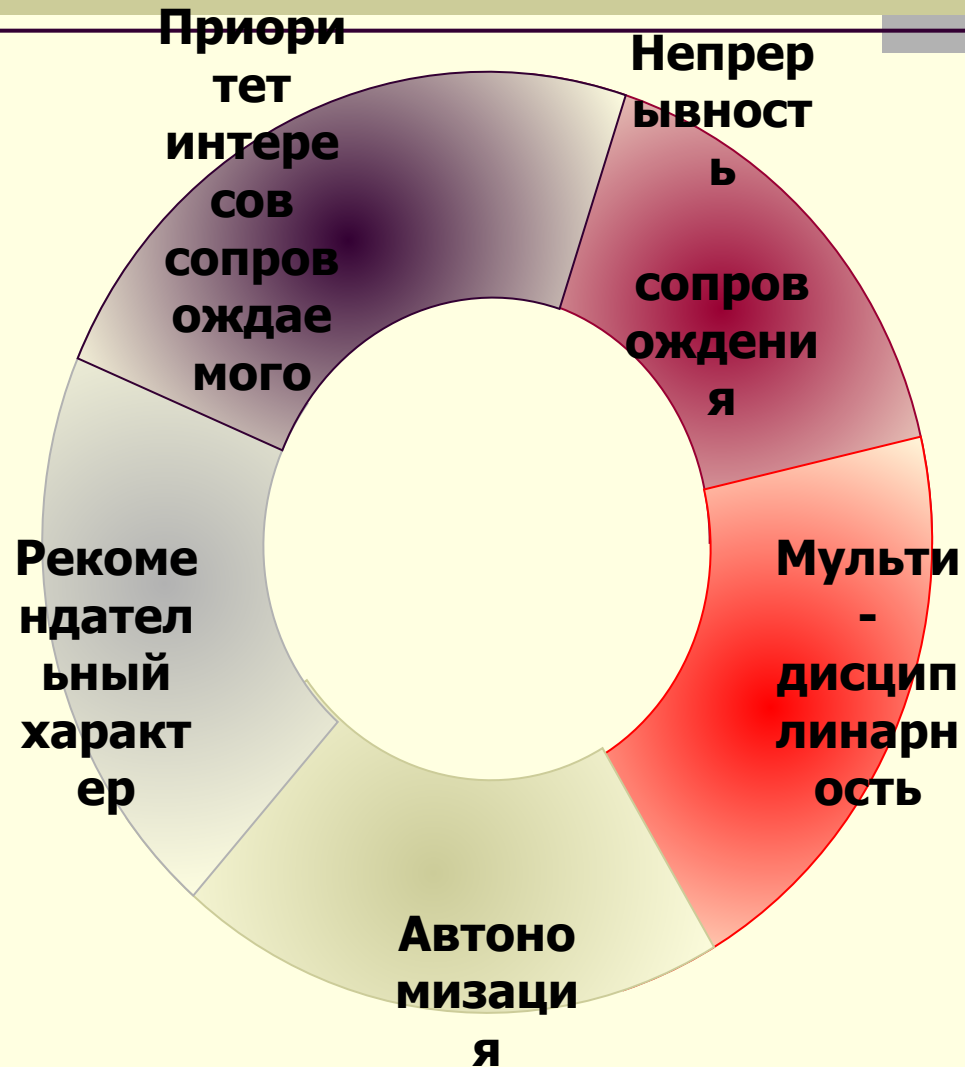 Приори
тет
интере
сов
сопров
ождае
мого
Непрер
ывност
ь
сопров
ождени
я
Мульти
-
дисцип
линарн
ость
Автоно
мизаци
я
Рекоме
ндател
ьный
характ
ер